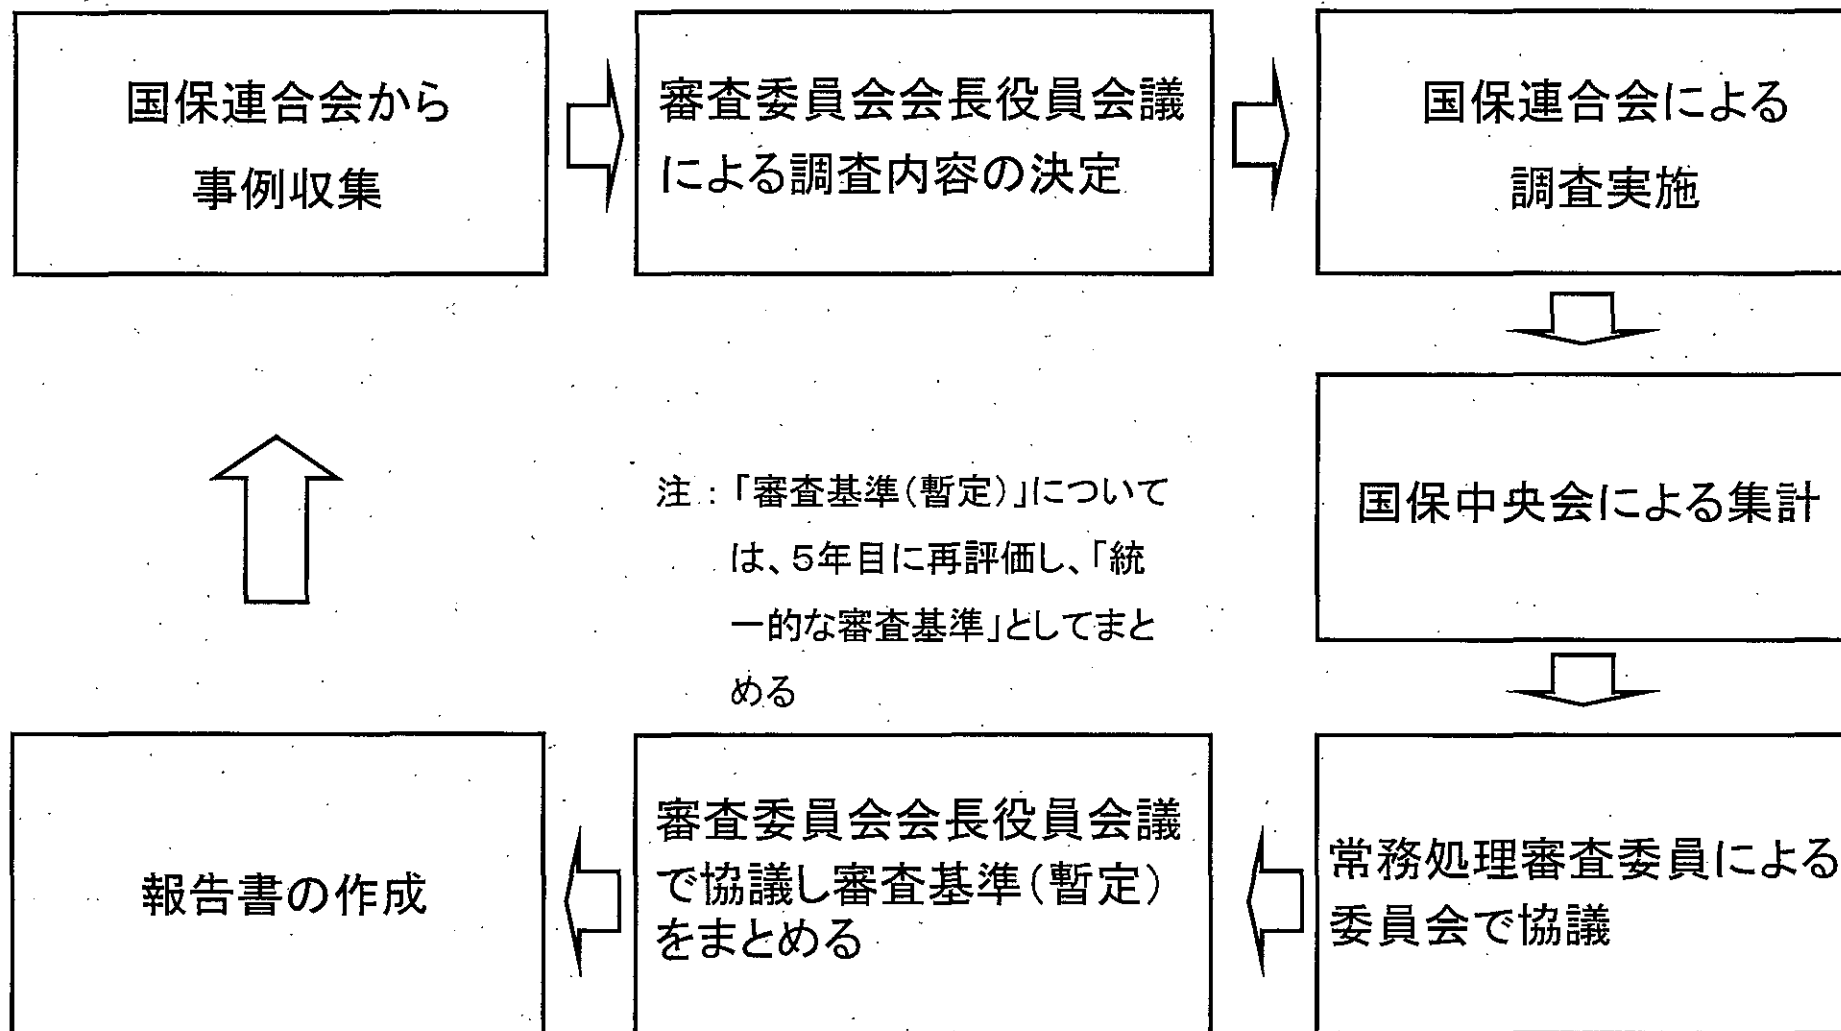 国保連合会から
事例収集
審査委員会会長役員会議
による調査内容の決定
国保連合会による
調査実施
国保中央会による集計
注：「審査基準（暫定）」について
は、5年目に再評価し、「統
一的な審査基準」としてまと
める
常務処理審査委員による
委員会で協議
審査委員会会長役員会議
で協議し審査基準（暫定）
をまとめる
報告書の作成